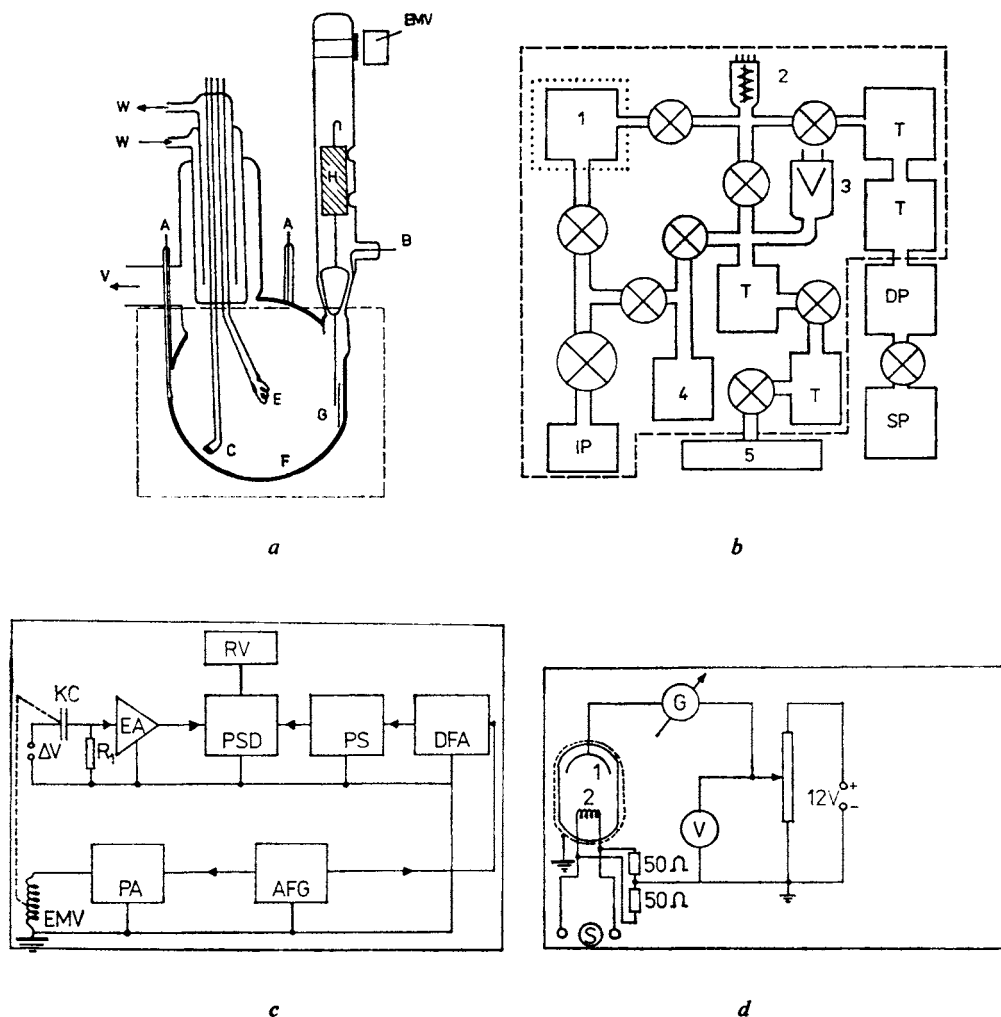 EMV
W
W
H
A
A
B
V
E
G
C
F
a
2
1
T
3
T
T
DP
4
T
SP
IP
5
b
RV
KC
EA
PSD
PS
DFA
ΔV
R1
PA
AFG
EMV
c
G
1
2
12V
+
−
V
50Ω
50Ω
S
d